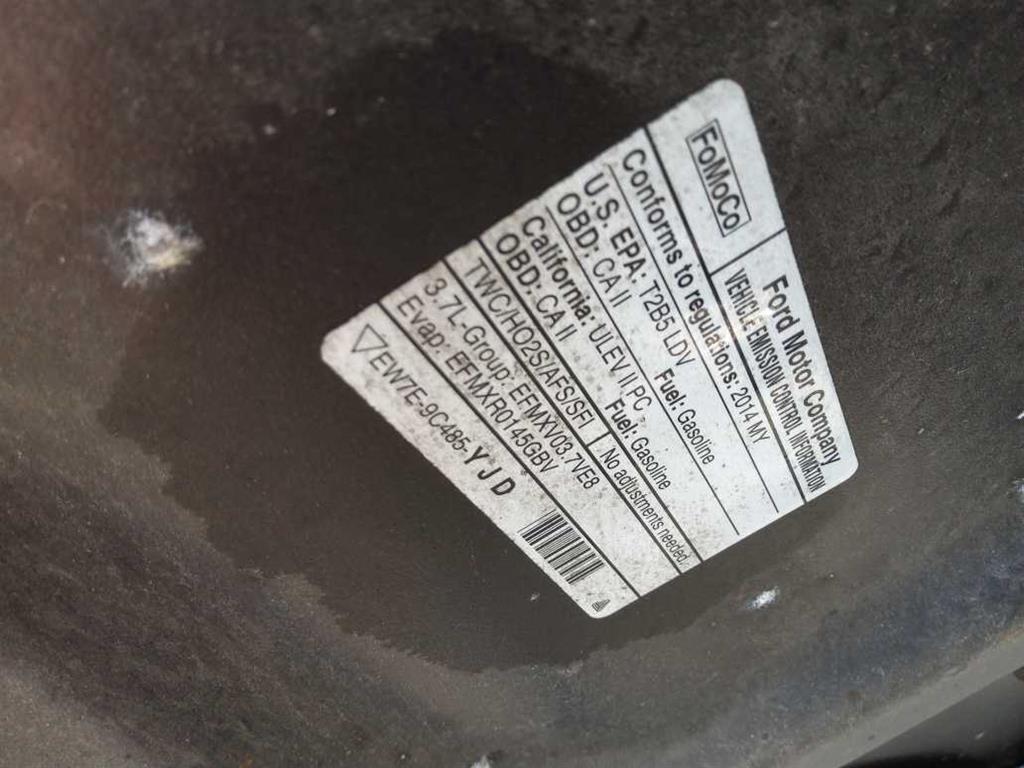 FoMoCo
Ford Motor Company
VEHICLE EMISSION CONTROL INFORMATION
Conforms to regulations: 2014 MY
U.S. EPA: T2B5 LDV Fuel: Gasoline
OBD: CA II
California: ULEV II PC Fuel: Gasoline
OBD: CA II
TWC/HO2S/AFS/SFI No adjustments needed.
3.7L-Group: EFMXV03.7VE8
Evap: EFMXR0145GBV
EW7E-9C485-YJD